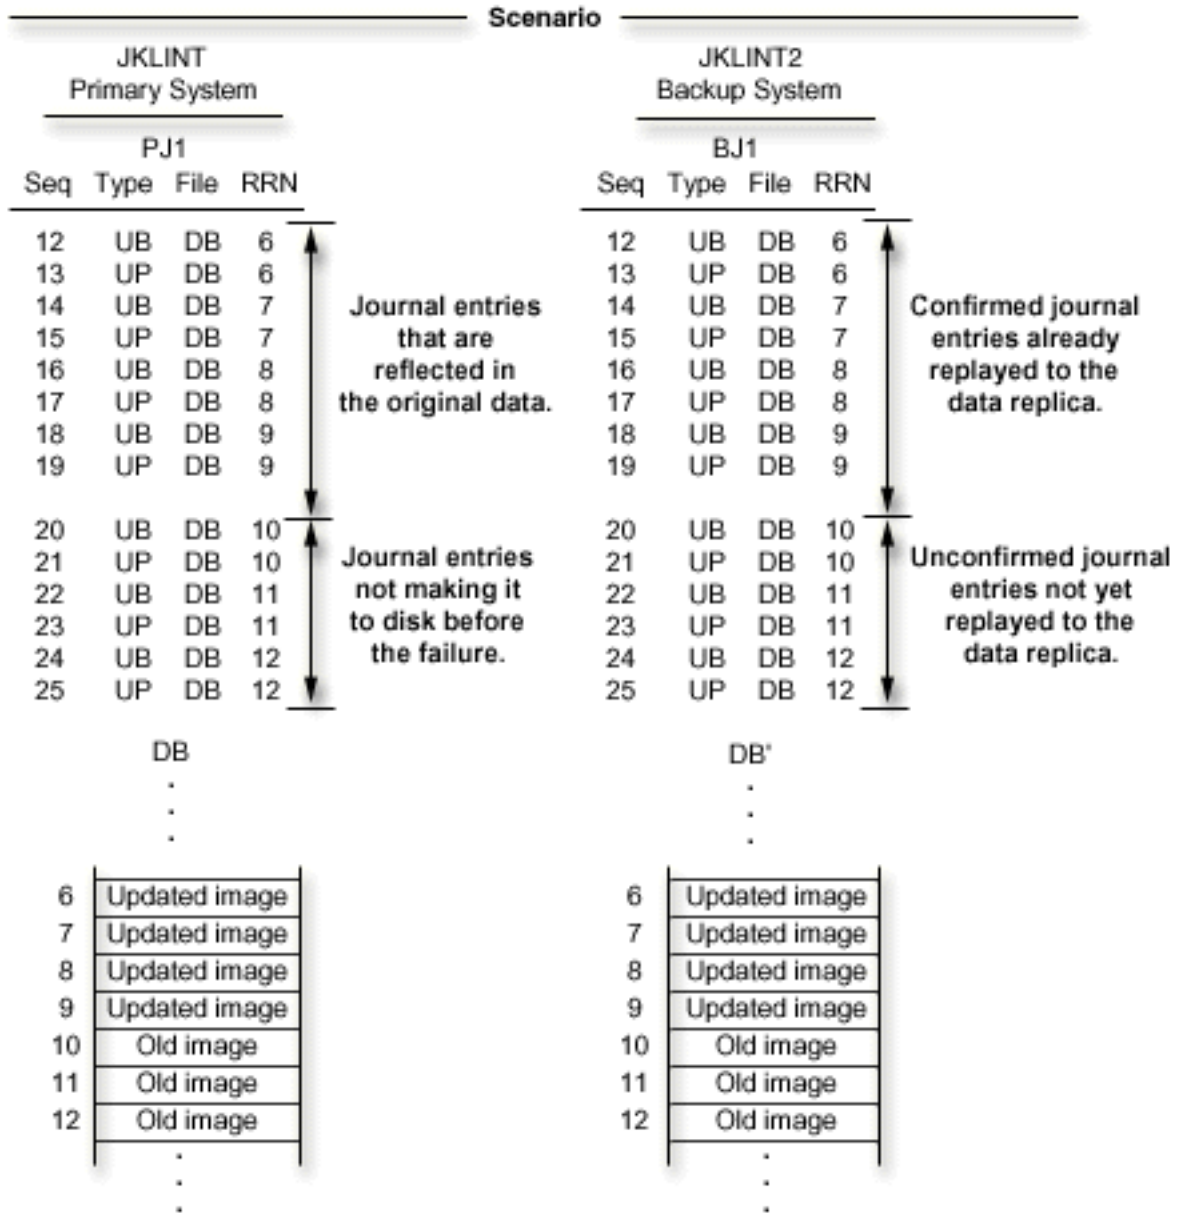 Scenario
JKLINT
Primary System
PJ1
Seq Type File RRN
12 UB DB 6
13 UP DB 6
14 UB DB 7
15 UP DB 7
16 UB DB 8
17 UP DB 8
18 UB DB 9
19 UP DB 9
Journal entries
that are
reflected in
the original data.
20 UB DB 10
21 UP DB 10
22 UB DB 11
23 UP DB 11
24 UB DB 12
25 UP DB 12
Journal entries
not making it
to disk before
the failure.
DB
6 Updated image
7 Updated image
8 Updated image
9 Updated image
10 Old image
11 Old image
12 Old image
JKLINT2
Backup System
BJ1
Seq Type File RRN
12 UB DB 6
13 UP DB 6
14 UB DB 7
15 UP DB 7
16 UB DB 8
17 UP DB 8
18 UB DB 9
19 UP DB 9
Confirmed journal
entries already
replayed to the
data replica.
20 UB DB 10
21 UP DB 10
22 UB DB 11
23 UP DB 11
24 UB DB 12
25 UP DB 12
Unconfirmed journal
entries not yet
replayed to the
data replica.
DB'
6 Updated image
7 Updated image
8 Updated image
9 Updated image
10 Old image
11 Old image
12 Old image